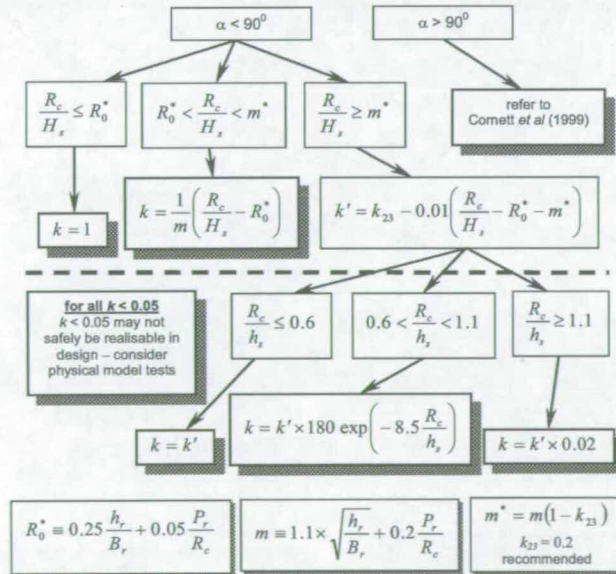 α < 90⁰
α > 90⁰
R_c / H_s ≤ R_0^*
R_0^* < R_c / H_s < m^*
R_c / H_s ≥ m^*
refer to
Cornett et al (1999)
k = 1
k = 1/m (R_c / H_s − R_0^*)
k' = k_23 − 0.01 (R_c / H_s − R_0^* − m^*)
for all k < 0.05
k < 0.05 may not
safely be realisable in
design – consider
physical model tests
R_c / h_s ≤ 0.6
0.6 < R_c / h_s < 1.1
R_c / h_s ≥ 1.1
k = k'
k = k' × 180 exp(−8.5 R_c / h_s)
k = k' × 0.02
R_0^* ≡ 0.25 h_r / B_r + 0.05 P_r / R_c
m ≡ 1.1 × √(h_r / B_r) + 0.2 P_r / R_c
m^* = m(1 − k_23)
k_23 = 0.2
recommended